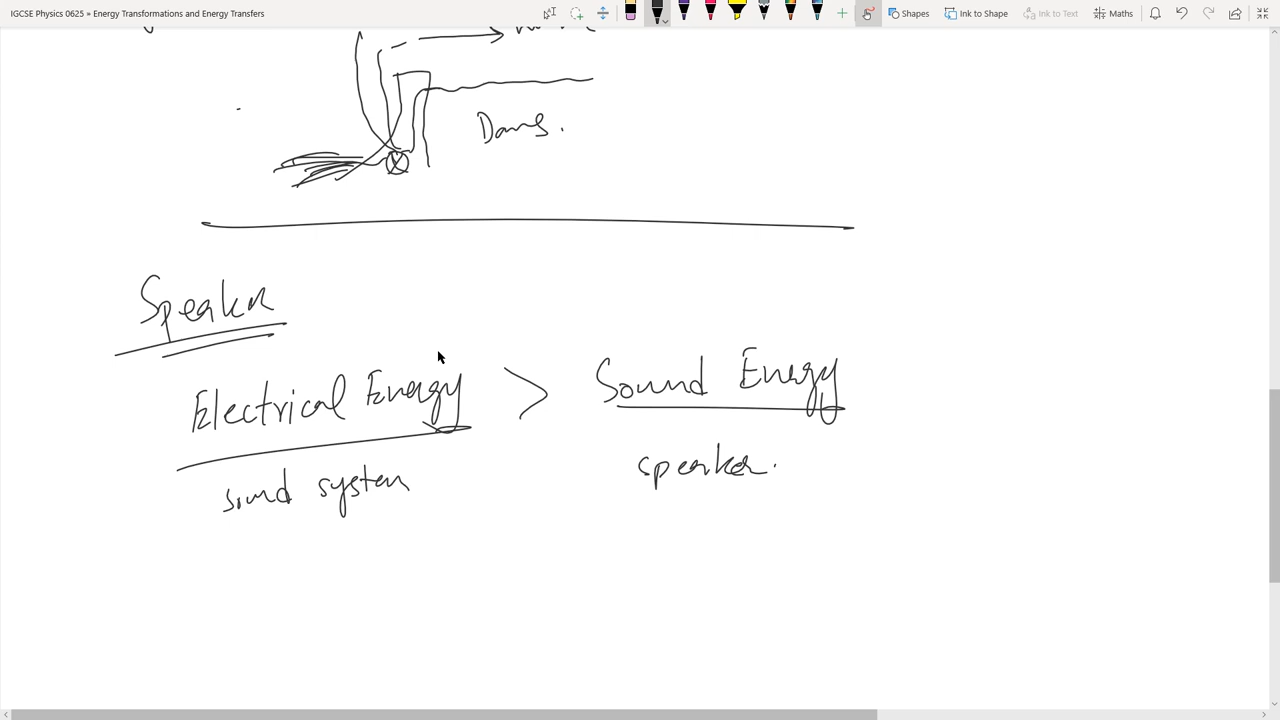 IGCSE Physics 0625 » Energy Transformations and Energy Transfers
Shapes Ink to Shape Ink to Text Maths
Dams.
Speaker
Electrical Energy > Sound Energy
sound system speaker.